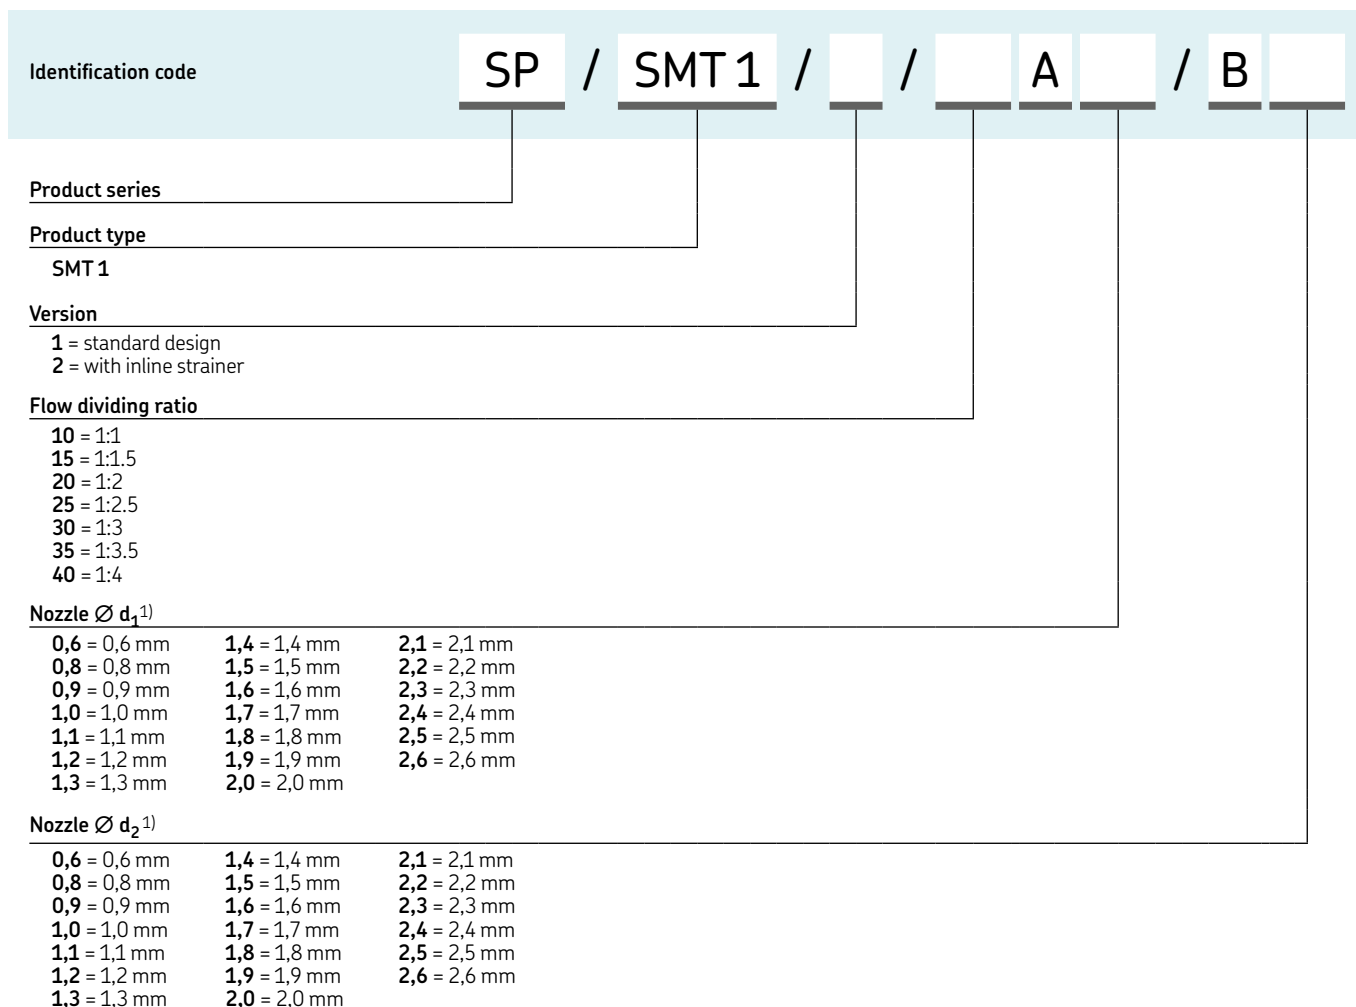 Identification code SP / SMT 1 / / A / B
Product series
Product type
SMT 1
Version
1 = standard design
2 = with inline strainer
Flow dividing ratio
10 = 1:1
15 = 1:1.5
20 = 1:2
25 = 1:2.5
30 = 1:3
35 = 1:3.5
40 = 1:4
Nozzle Ø d1 1)
0,6 = 0,6 mm 1,4 = 1,4 mm 2,1 = 2,1 mm
0,8 = 0,8 mm 1,5 = 1,5 mm 2,2 = 2,2 mm
0,9 = 0,9 mm 1,6 = 1,6 mm 2,3 = 2,3 mm
1,0 = 1,0 mm 1,7 = 1,7 mm 2,4 = 2,4 mm
1,1 = 1,1 mm 1,8 = 1,8 mm 2,5 = 2,5 mm
1,2 = 1,2 mm 1,9 = 1,9 mm 2,6 = 2,6 mm
1,3 = 1,3 mm 2,0 = 2,0 mm
Nozzle Ø d2 1)
0,6 = 0,6 mm 1,4 = 1,4 mm 2,1 = 2,1 mm
0,8 = 0,8 mm 1,5 = 1,5 mm 2,2 = 2,2 mm
0,9 = 0,9 mm 1,6 = 1,6 mm 2,3 = 2,3 mm
1,0 = 1,0 mm 1,7 = 1,7 mm 2,4 = 2,4 mm
1,1 = 1,1 mm 1,8 = 1,8 mm 2,5 = 2,5 mm
1,2 = 1,2 mm 1,9 = 1,9 mm 2,6 = 2,6 mm
1,3 = 1,3 mm 2,0 = 2,0 mm